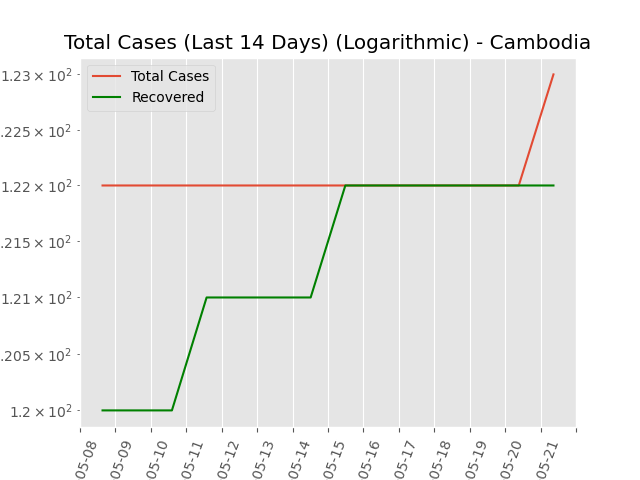 Total Cases (Last 14 Days) (Logarithmic) - Cambodia
Total Cases
Recovered
1.23 × 10²
.225 × 10²
1.22 × 10²
.215 × 10²
1.21 × 10²
.205 × 10²
1.2 × 10²
05-08 05-09 05-10 05-11 05-12 05-13 05-14 05-15 05-16 05-17 05-18 05-19 05-20 05-21